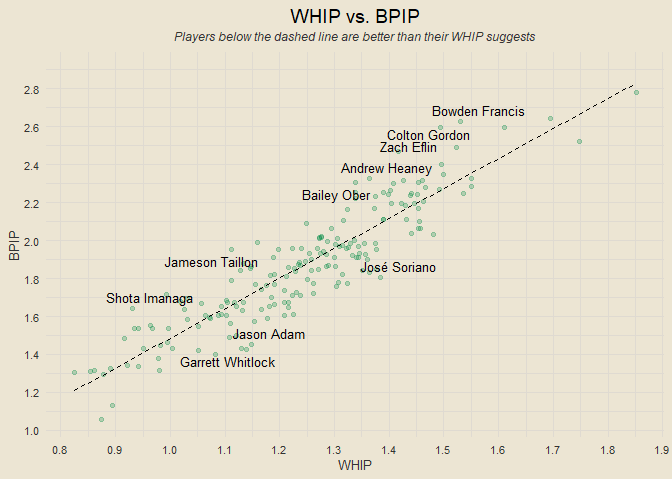 WHIP vs. BPIP
Players below the dashed line are better than their WHIP suggests
Bowden Francis
Colton Gordon
Zach Eflin
Andrew Heaney
Bailey Ober
José Soriano
Jameson Taillon
Shota Imanaga
Jason Adam
Garrett Whitlock
BPIP
2.8
2.6
2.4
2.2
2.0
1.8
1.6
1.4
1.2
1.0
0.8 0.9 1.0 1.1 1.2 1.3 1.4 1.5 1.6 1.7 1.8 1.9
WHIP